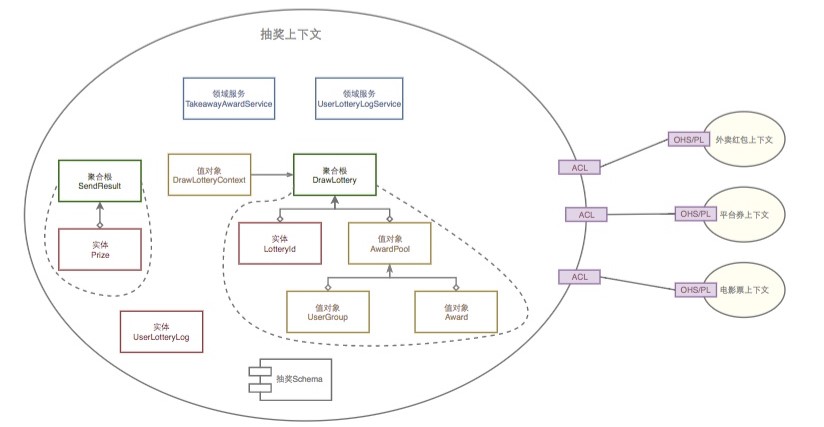 抽奖上下文
领域服务
TakeawayAwardService
领域服务
UserLotteryLogService
聚合根
SendResult
值对象
DrawLotteryContext
聚合根
DrawLottery
实体
Prize
实体
LotteryId
值对象
AwardPool
值对象
UserGroup
值对象
Award
实体
UserLotteryLog
抽奖Schema
ACL
OHS/PL
外卖红包上下文
ACL
OHS/PL
平台券上下文
ACL
OHS/PL
电影票上下文